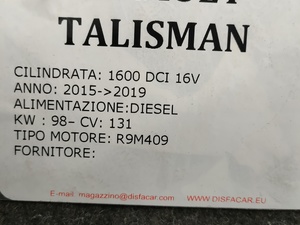 TALISMAN
CILINDRATA: 1600 DCI 16V
ANNO: 2015->2019
ALIMENTAZIONE:DIESEL
KW : 98– CV: 131
TIPO MOTORE: R9M409
FORNITORE:
E-mail: magazzino@disfacar.com WWW.DISFACAR.EU